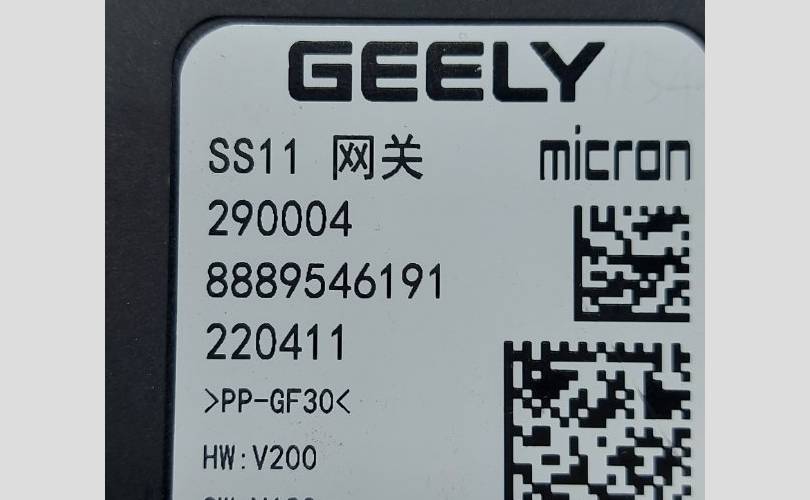 GEELY
SS11 网关
micron
290004
8889546191
220411
>PP-GF30<
HW:V200